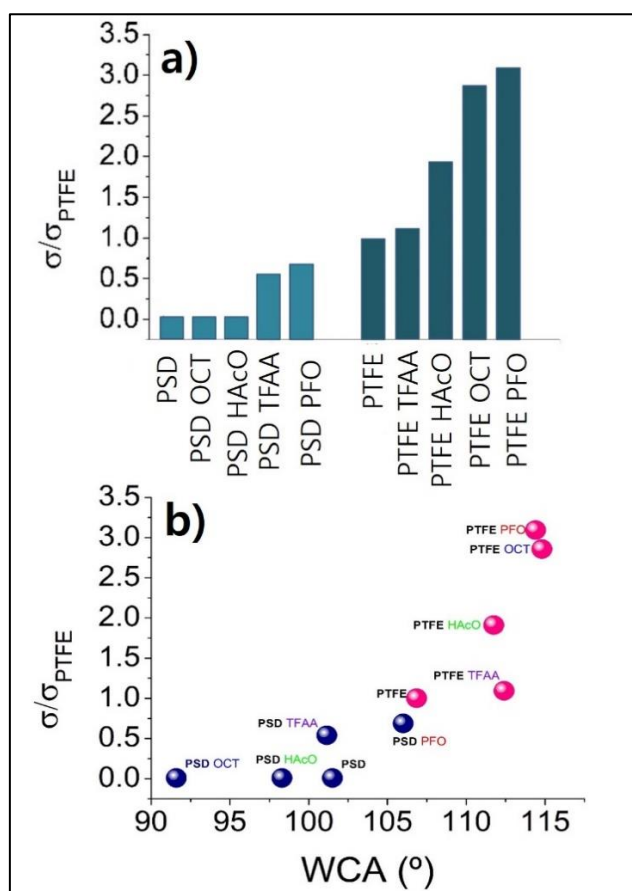 a)
σ/σPTFE
3.5
3.0
2.5
2.0
1.5
1.0
0.5
0.0
PSD
PSD OCT
PSD HAcO
PSD TFAA
PSD PFO
PTFE
PTFE TFAA
PTFE HAcO
PTFE OCT
PTFE PFO
b)
σ/σPTFE
3.5
3.0
2.5
2.0
1.5
1.0
0.5
0.0
PTFE PFO
PTFE OCT
PTFE HAcO
PTFE TFAA
PTFE
PSD TFAA
PSD PFO
PSD OCT
PSD HAcO
PSD
90 95 100 105 110 115
WCA (º)